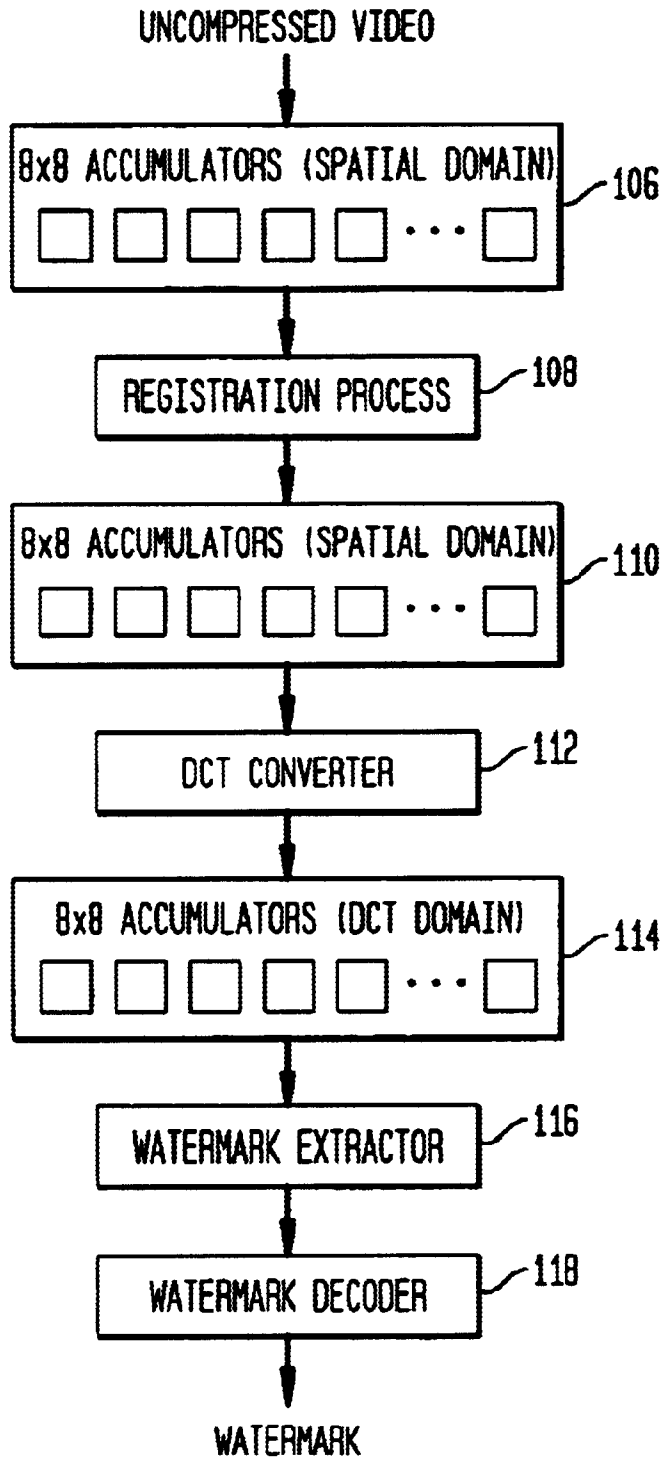 UNCOMPRESSED VIDEO
8x8 ACCUMULATORS (SPATIAL DOMAIN)
106
• • •
REGISTRATION PROCESS
108
8x8 ACCUMULATORS (SPATIAL DOMAIN)
110
• • •
DCT CONVERTER
112
8x8 ACCUMULATORS (DCT DOMAIN)
114
• • •
WATERMARK EXTRACTOR
116
WATERMARK DECODER
118
WATERMARK